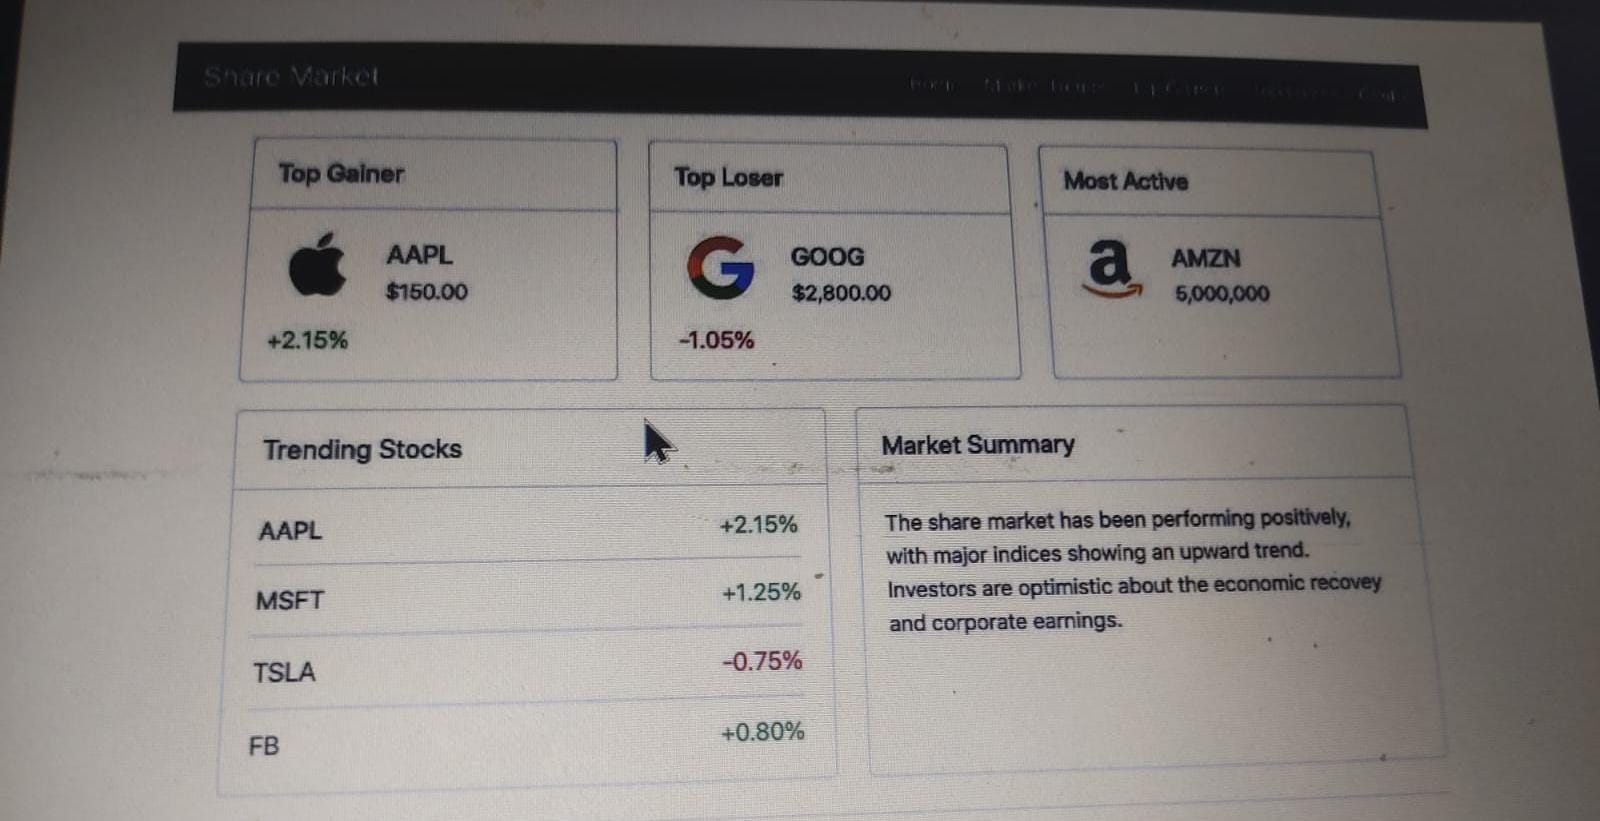 Share Market
Top Gainer
AAPL
$150.00
+2.15%
Top Loser
GOOG
$2,800.00
-1.05%
Most Active
AMZN
5,000,000
Trending Stocks
AAPL +2.15%
MSFT +1.25%
TSLA -0.75%
FB +0.80%
Market Summary
The share market has been performing positively,
with major indices showing an upward trend.
Investors are optimistic about the economic recovey
and corporate earnings.